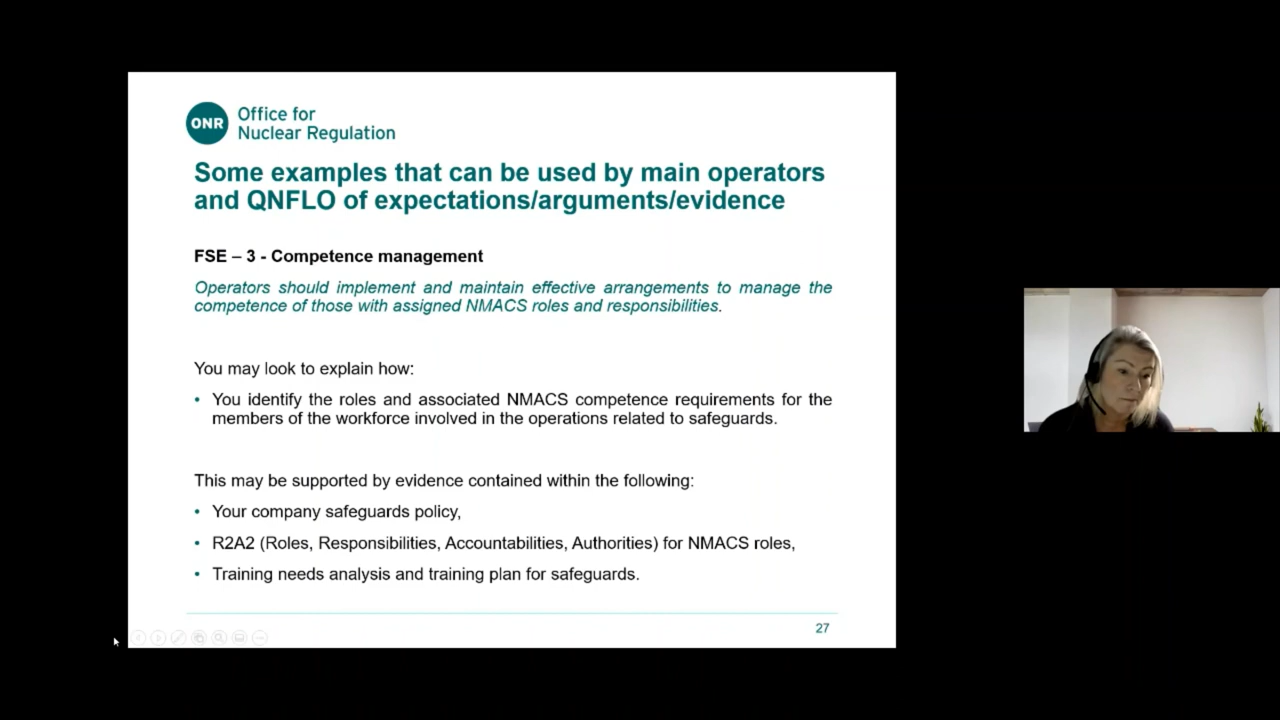 ONR
Office for
Nuclear Regulation
Some examples that can be used by main operators
and QNFLO of expectations/arguments/evidence
FSE – 3 - Competence management
Operators should implement and maintain effective arrangements to manage the
competence of those with assigned NMACS roles and responsibilities.
You may look to explain how:
• You identify the roles and associated NMACS competence requirements for the
members of the workforce involved in the operations related to safeguards.
This may be supported by evidence contained within the following:
• Your company safeguards policy,
• R2A2 (Roles, Responsibilities, Accountabilities, Authorities) for NMACS roles,
• Training needs analysis and training plan for safeguards.
27